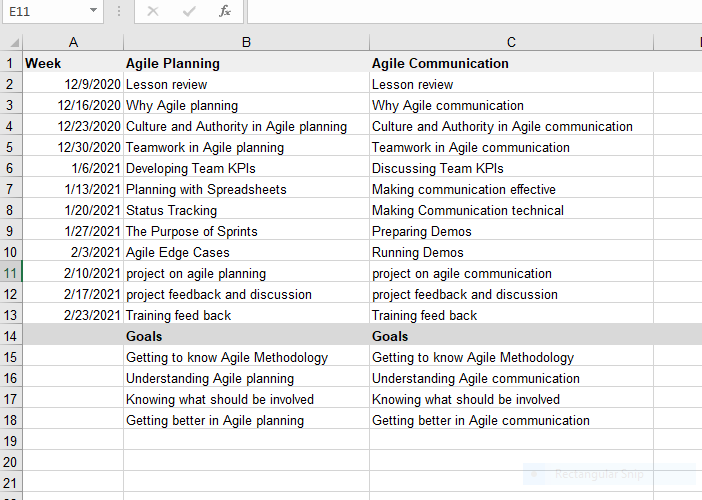 E11 fx
A B C
1 Week Agile Planning Agile Communication
2 12/9/2020 Lesson review Lesson review
3 12/16/2020 Why Agile planning Why Agile communication
4 12/23/2020 Culture and Authority in Agile planning Culture and Authority in Agile communication
5 12/30/2020 Teamwork in Agile planning Teamwork in Agile communication
6 1/6/2021 Developing Team KPIs Discussing Team KPIs
7 1/13/2021 Planning with Spreadsheets Making communication effective
8 1/20/2021 Status Tracking Making Communication technical
9 1/27/2021 The Purpose of Sprints Preparing Demos
10 2/3/2021 Agile Edge Cases Running Demos
11 2/10/2021 project on agile planning project on agile communication
12 2/17/2021 project feedback and discussion project feedback and discussion
13 2/23/2021 Training feed back Training feed back
14 Goals Goals
15 Getting to know Agile Methodology Getting to know Agile Methodology
16 Understanding Agile planning Understanding Agile communication
17 Knowing what should be involved Knowing what should be involved
18 Getting better in Agile planning Getting better in Agile communication
19
20
21 Rectangular Snip